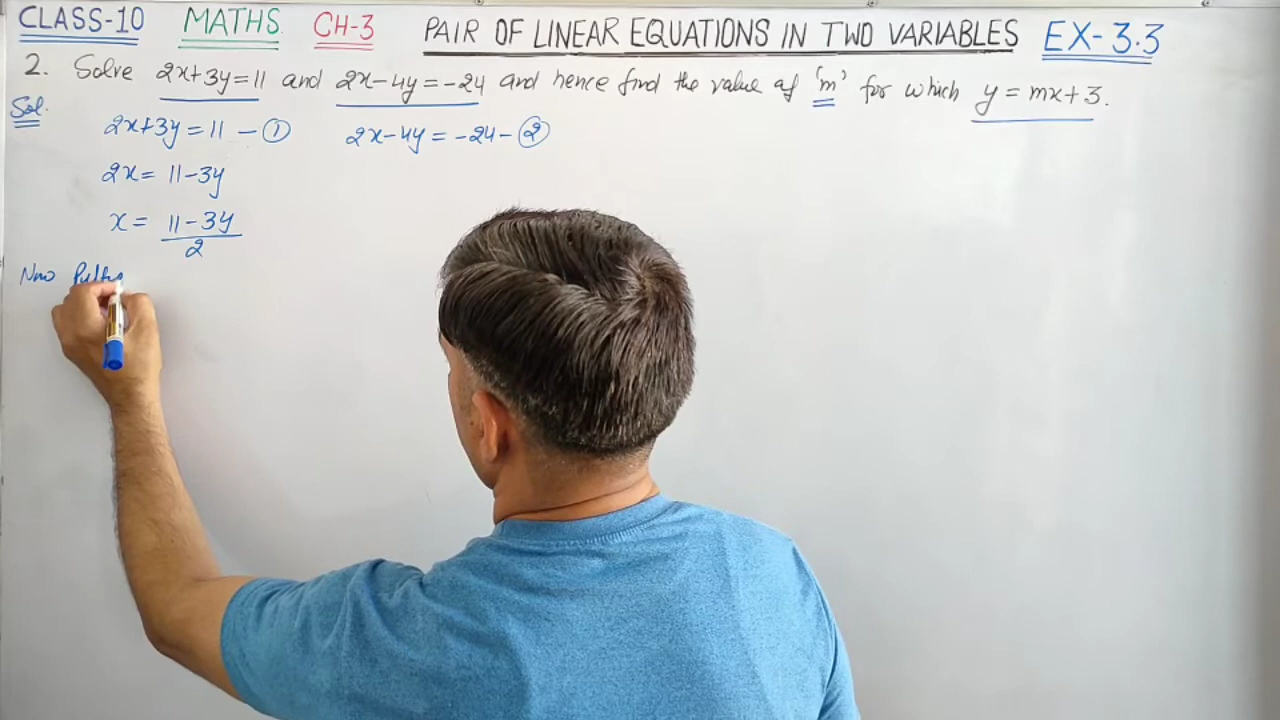 CLASS-10 MATHS CH-3 PAIR OF LINEAR EQUATIONS IN TWO VARIABLES EX-3.3
2. Solve 2x+3y=11 and 2x-4y=-24 and hence find the value of 'm' for which y=mx+3.
Sol.
2x+3y=11 - ① 2x-4y=-24 - ②
2x= 11-3y
x= 11-3y
2
Now